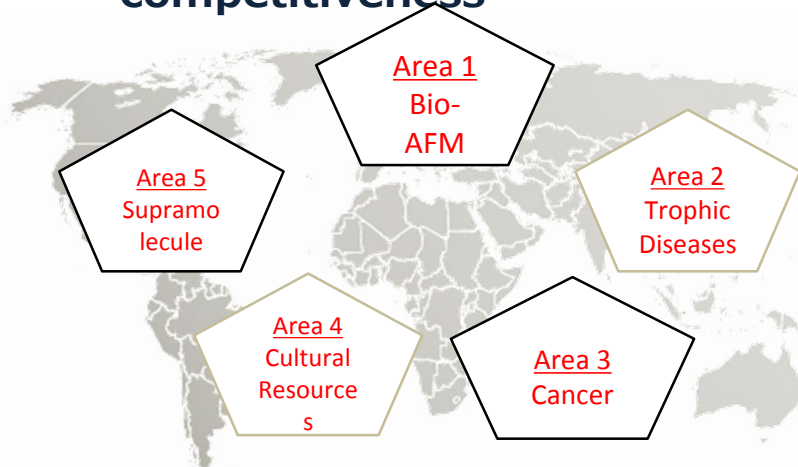 competitiveness
Area 1
Bio-
AFM
Area 5
Supramo
lecule
Area 2
Trophic
Diseases
Area 4
Cultural
Resource
s
Area 3
Cancer